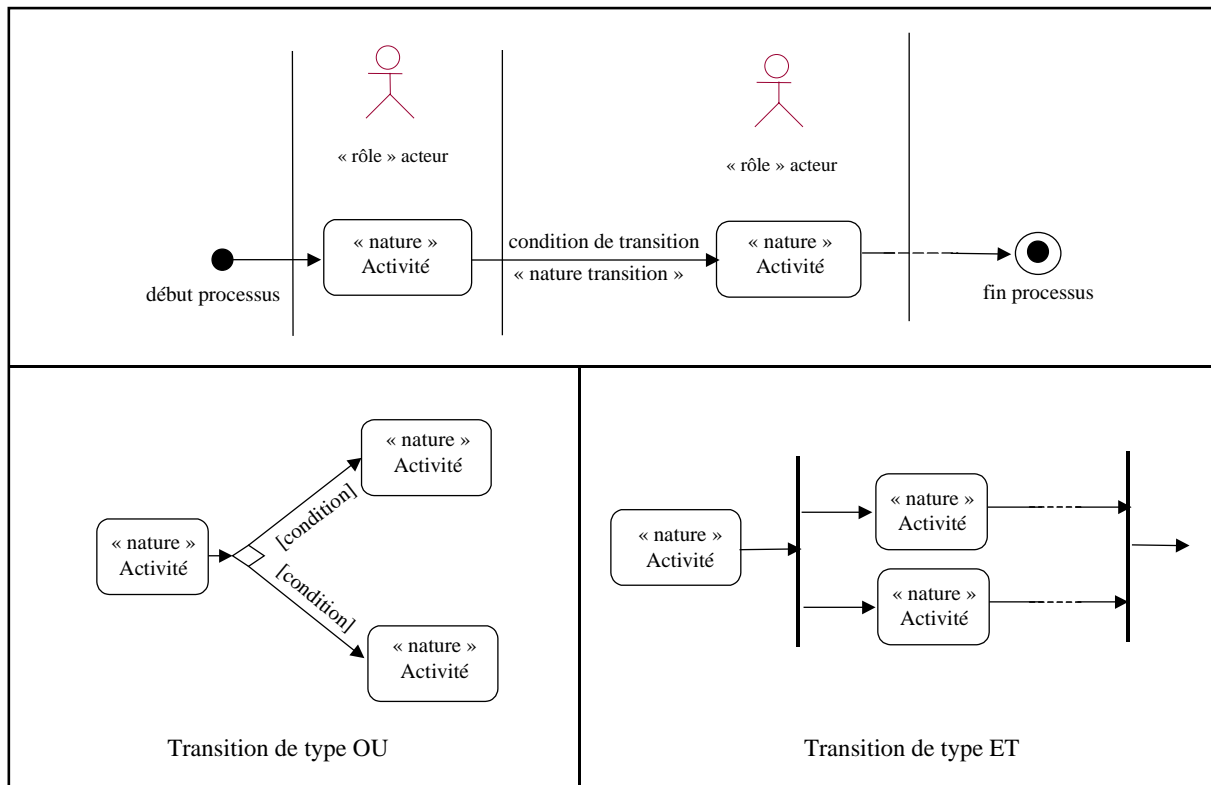 « rôle » acteur
« rôle » acteur
« nature »
Activité
condition de transition
« nature transition »
« nature »
Activité
début processus
fin processus
« nature »
Activité
[condition]
« nature »
Activité
[condition]
« nature »
Activité
Transition de type OU
« nature »
Activité
« nature »
Activité
« nature »
Activité
Transition de type ET